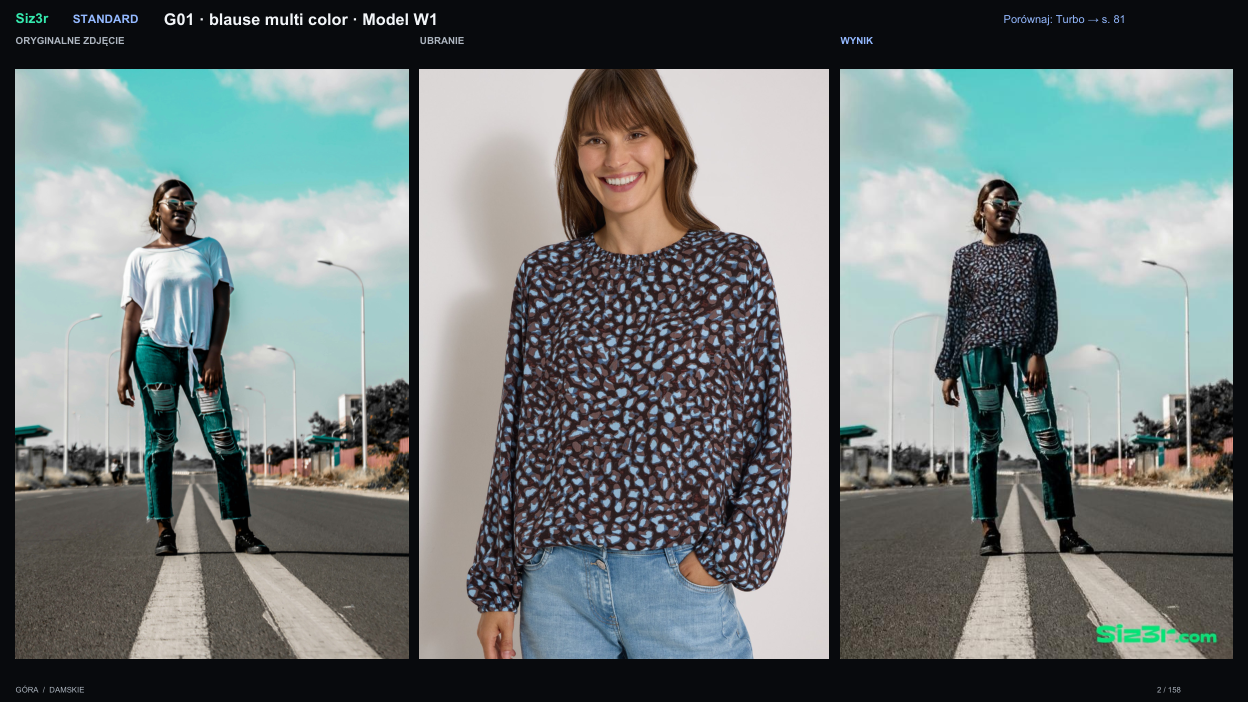 Siz3r STANDARD G01 · blause multi color · Model W1 Porównaj: Turbo → s. 81
ORYGINALNE ZDJĘCIE UBRANIE WYNIK
Siz3r.com
GÓRA / DAMSKIE 2 / 158